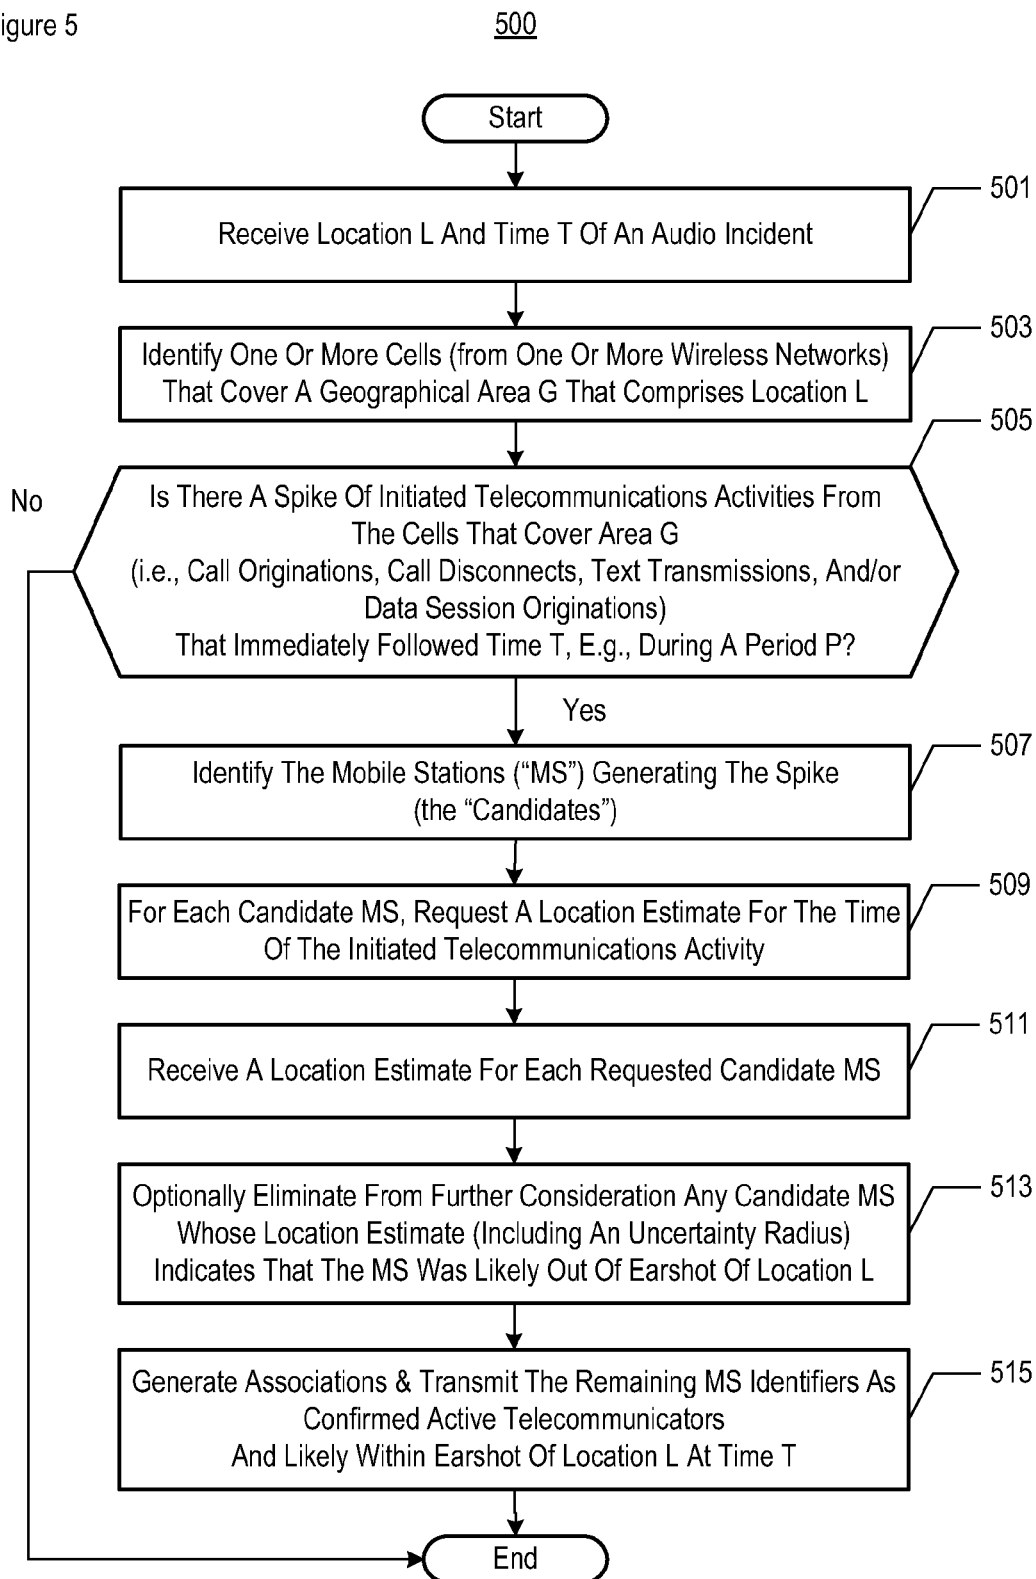 igure 5
500
Start
501
Receive Location L And Time T Of An Audio Incident
503
Identify One Or More Cells (from One Or More Wireless Networks)
That Cover A Geographical Area G That Comprises Location L
505
No
Is There A Spike Of Initiated Telecommunications Activities From
The Cells That Cover Area G
(i.e., Call Originations, Call Disconnects, Text Transmissions, And/or
Data Session Originations)
That Immediately Followed Time T, E.g., During A Period P?
Yes
507
Identify The Mobile Stations (“MS”) Generating The Spike
(the “Candidates”)
509
For Each Candidate MS, Request A Location Estimate For The Time
Of The Initiated Telecommunications Activity
511
Receive A Location Estimate For Each Requested Candidate MS
513
Optionally Eliminate From Further Consideration Any Candidate MS
Whose Location Estimate (Including An Uncertainty Radius)
Indicates That The MS Was Likely Out Of Earshot Of Location L
515
Generate Associations & Transmit The Remaining MS Identifiers As
Confirmed Active Telecommunicators
And Likely Within Earshot Of Location L At Time T
End